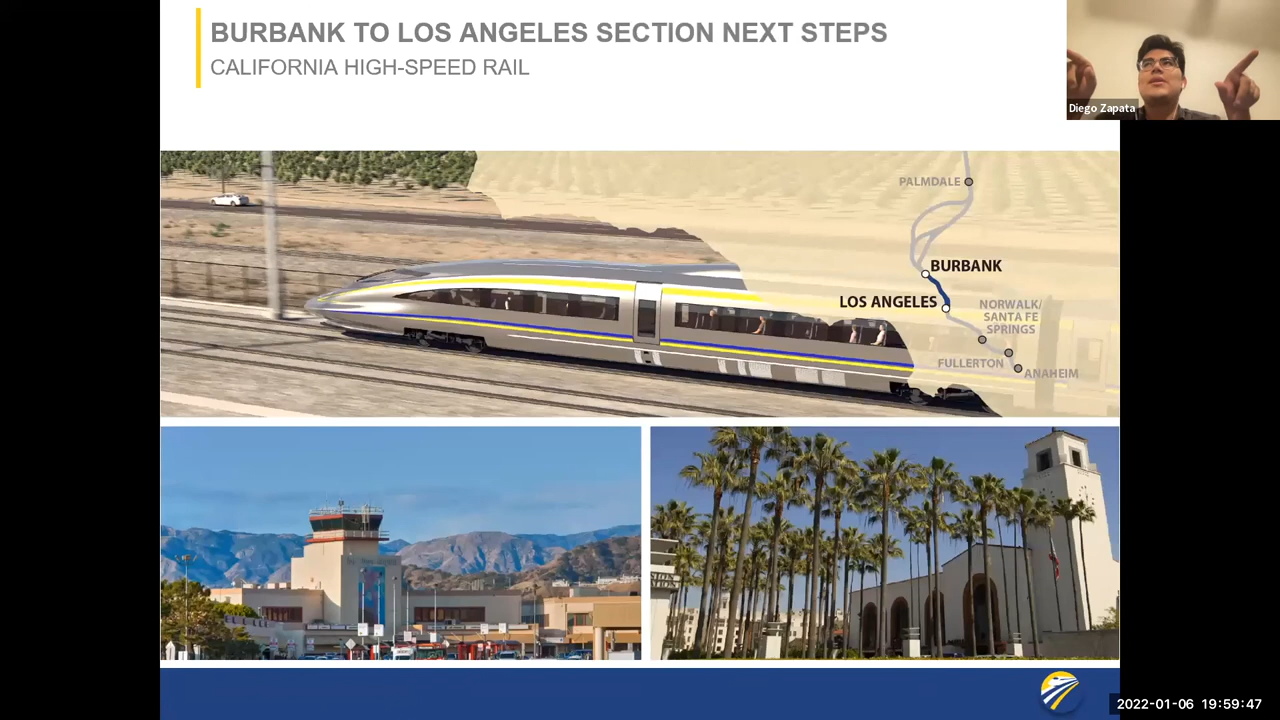 BURBANK TO LOS ANGELES SECTION NEXT STEPS
CALIFORNIA HIGH-SPEED RAIL
Diego Zapata
PALMDALE
BURBANK
LOS ANGELES
NORWALK/
SANTA FE
SPRINGS
FULLERTON
ANAHEIM
2022-01-06 19:59:47